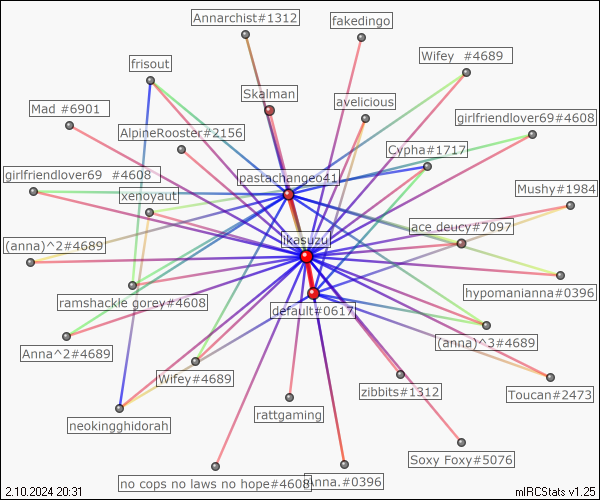 Annarchist#1312
fakedingo
Wifey #4689
frisout
Skalman
avelicious
Mad #6901
girlfriendlover69#4608
AlpineRooster#2156
Cypha#1717
girlfriendlover69 #4608
pastachangeo41
xenoyaut
Mushy#1984
ace deucy#7097
ikasuzu
(anna)^2#4689
hypomanianna#0396
ramshackle gorey#4608
default#0617
(anna)^3#4689
Anna^2#4689
Wifey#4689
zibbits#1312
Toucan#2473
rattgaming
neokingghidorah
Soxy Foxy#5076
no cops no laws no hope#4608
Anna.#0396
2.10.2024 20:31
mIRCStats v1.25